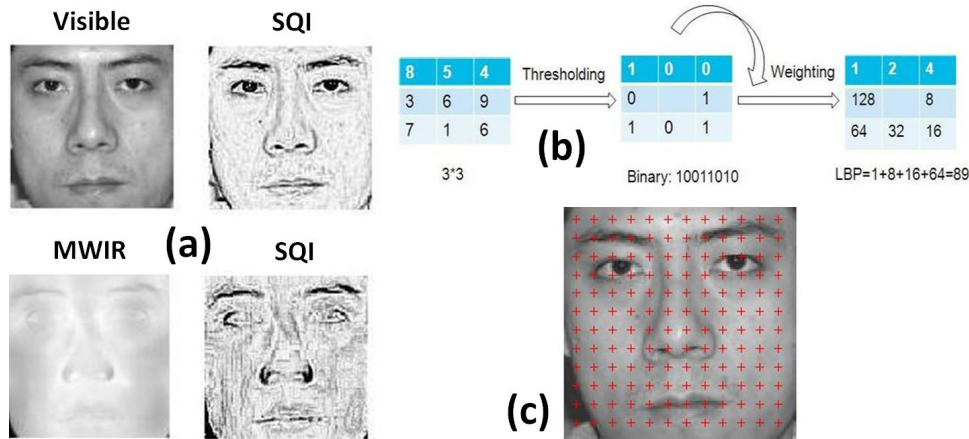 Visible SQI
MWIR SQI
(a)
8 5 4
3 6 9
7 1 6
3*3
Thresholding
1 0 0
0 1
1 0 1
Binary: 10011010
Weighting
1 2 4
128 8
64 32 16
LBP=1+8+16+64=89
(b)
(c)